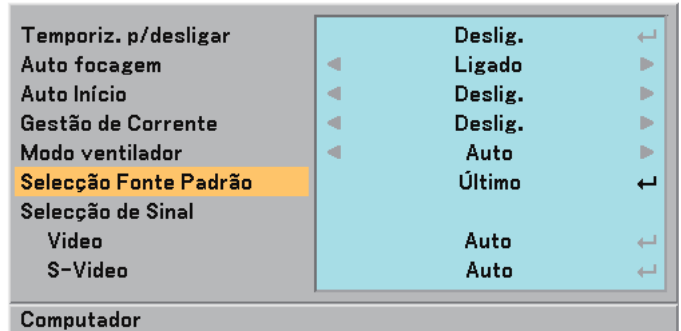 Temporiz. p/desligar Deslig.
Auto focagem Ligado
Auto Início Deslig.
Gestão de Corrente Deslig.
Modo ventilador Auto
Selecção Fonte Padrão Último
Selecção de Sinal
Video Auto
S-Video Auto
Computador